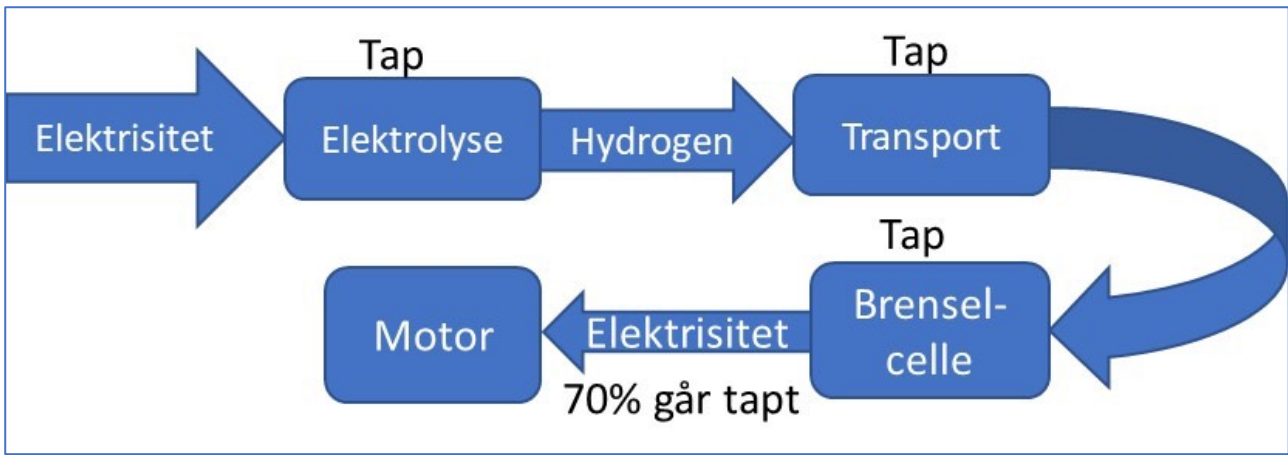 Tap
Tap
Elektrisitet
Elektrolyse
Hydrogen
Transport
Tap
Motor
Elektrisitet
Brensel-
celle
70% går tapt